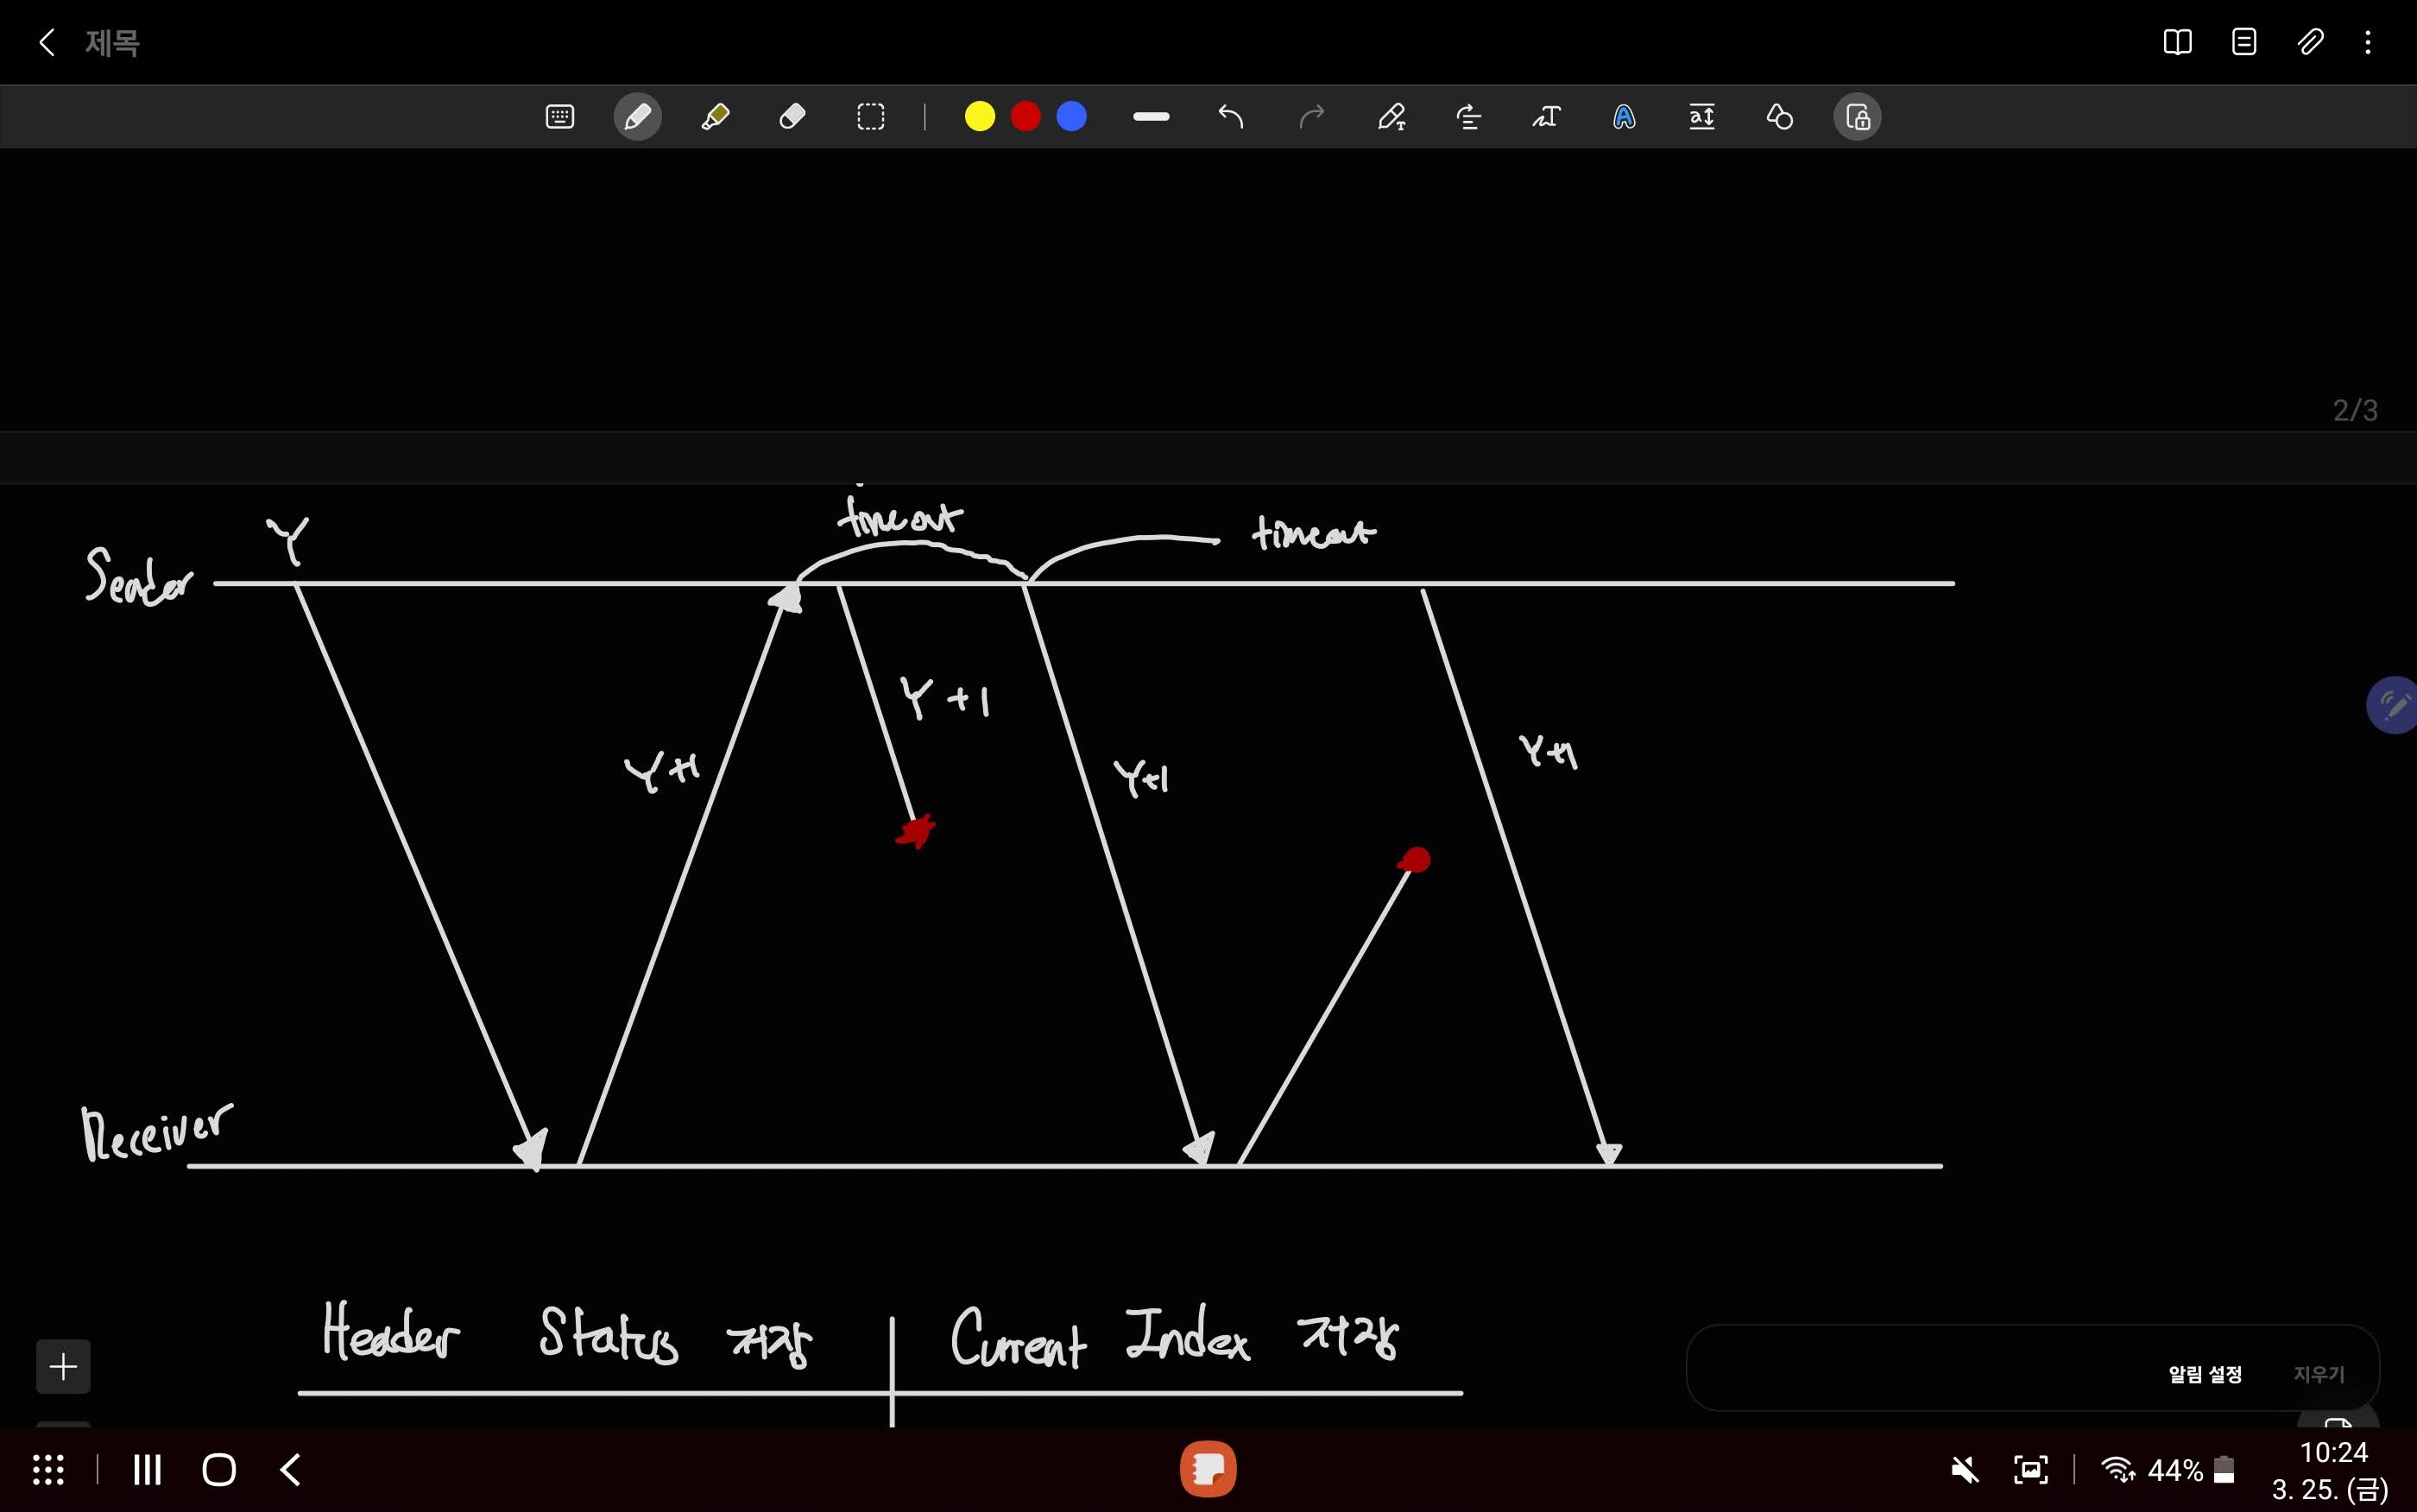 제목
2/3
timeout
timeout
Y
Sender
Y+1
Y+1
Y+1
Y+1
Receiver
Header Status 저장
Current Index 저장
알림 설정 지우기
44%
10:24
3. 25. (금)